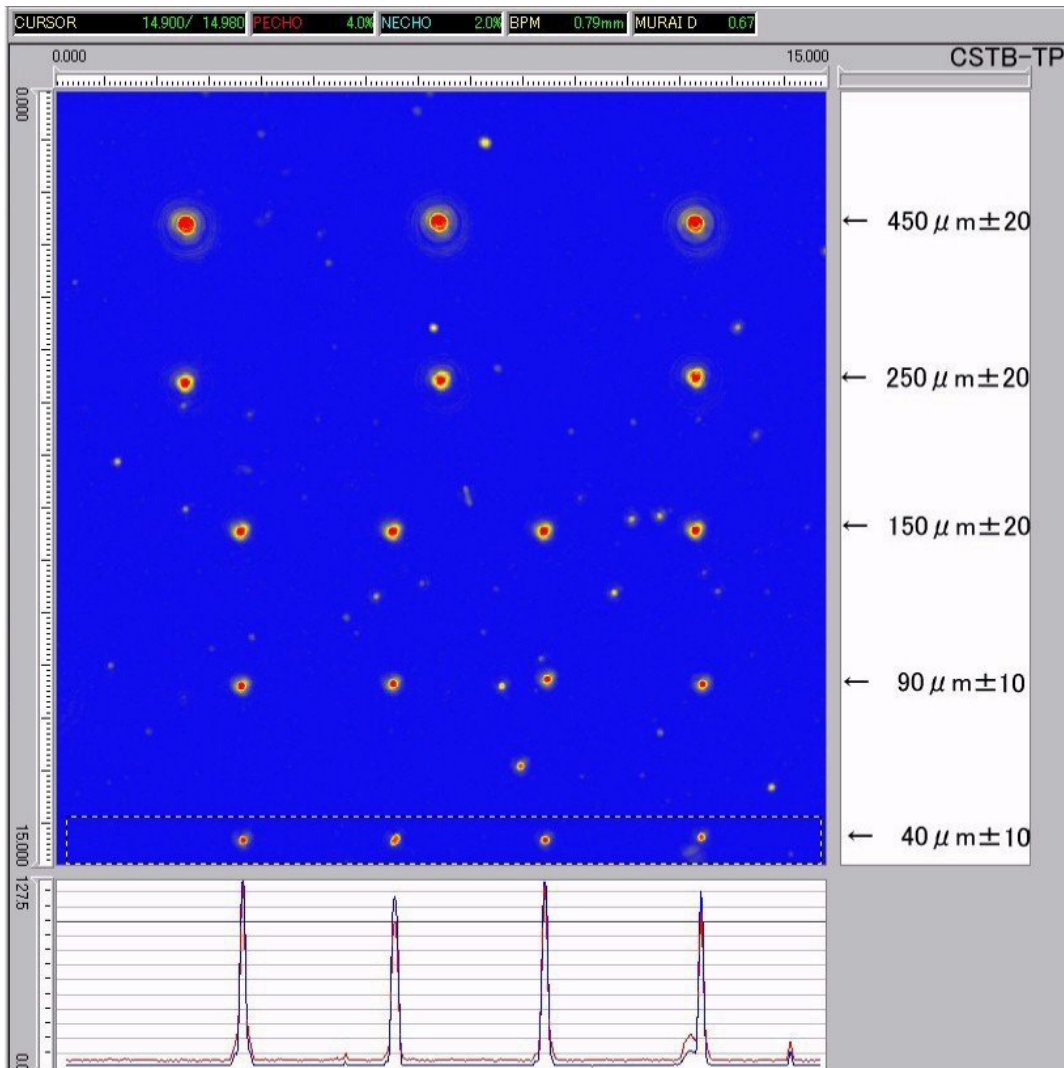 CURSOR 14.900/ 14.980 PECHO 4.0% NECHO 2.0% BPM 0.79mm MURAI D 0.67
0.000 15.000 CSTB-TP
0.000
← 450μm±20
← 250μm±20
← 150μm±20
← 90μm±10
← 40μm±10
15.000
127.5
0.0